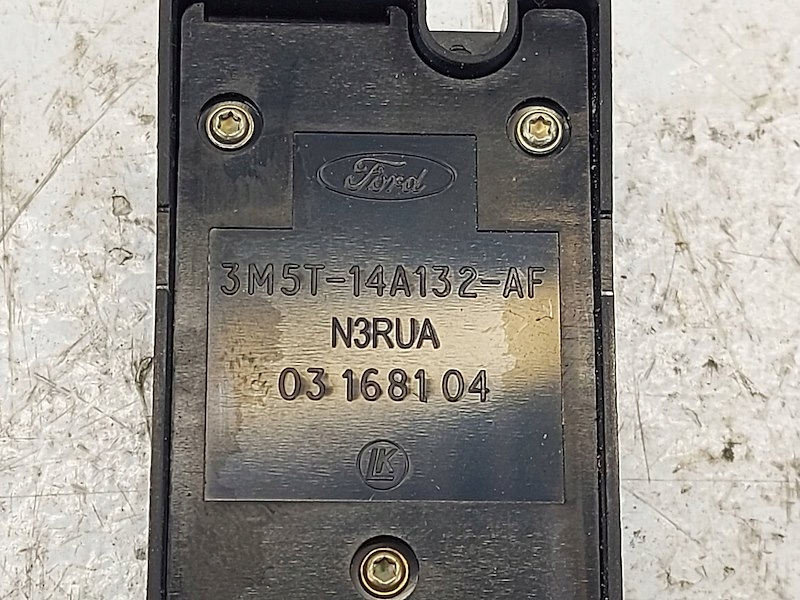 Ford
3M5T-14A132-AF
N3RUA
03 1681 04
LK